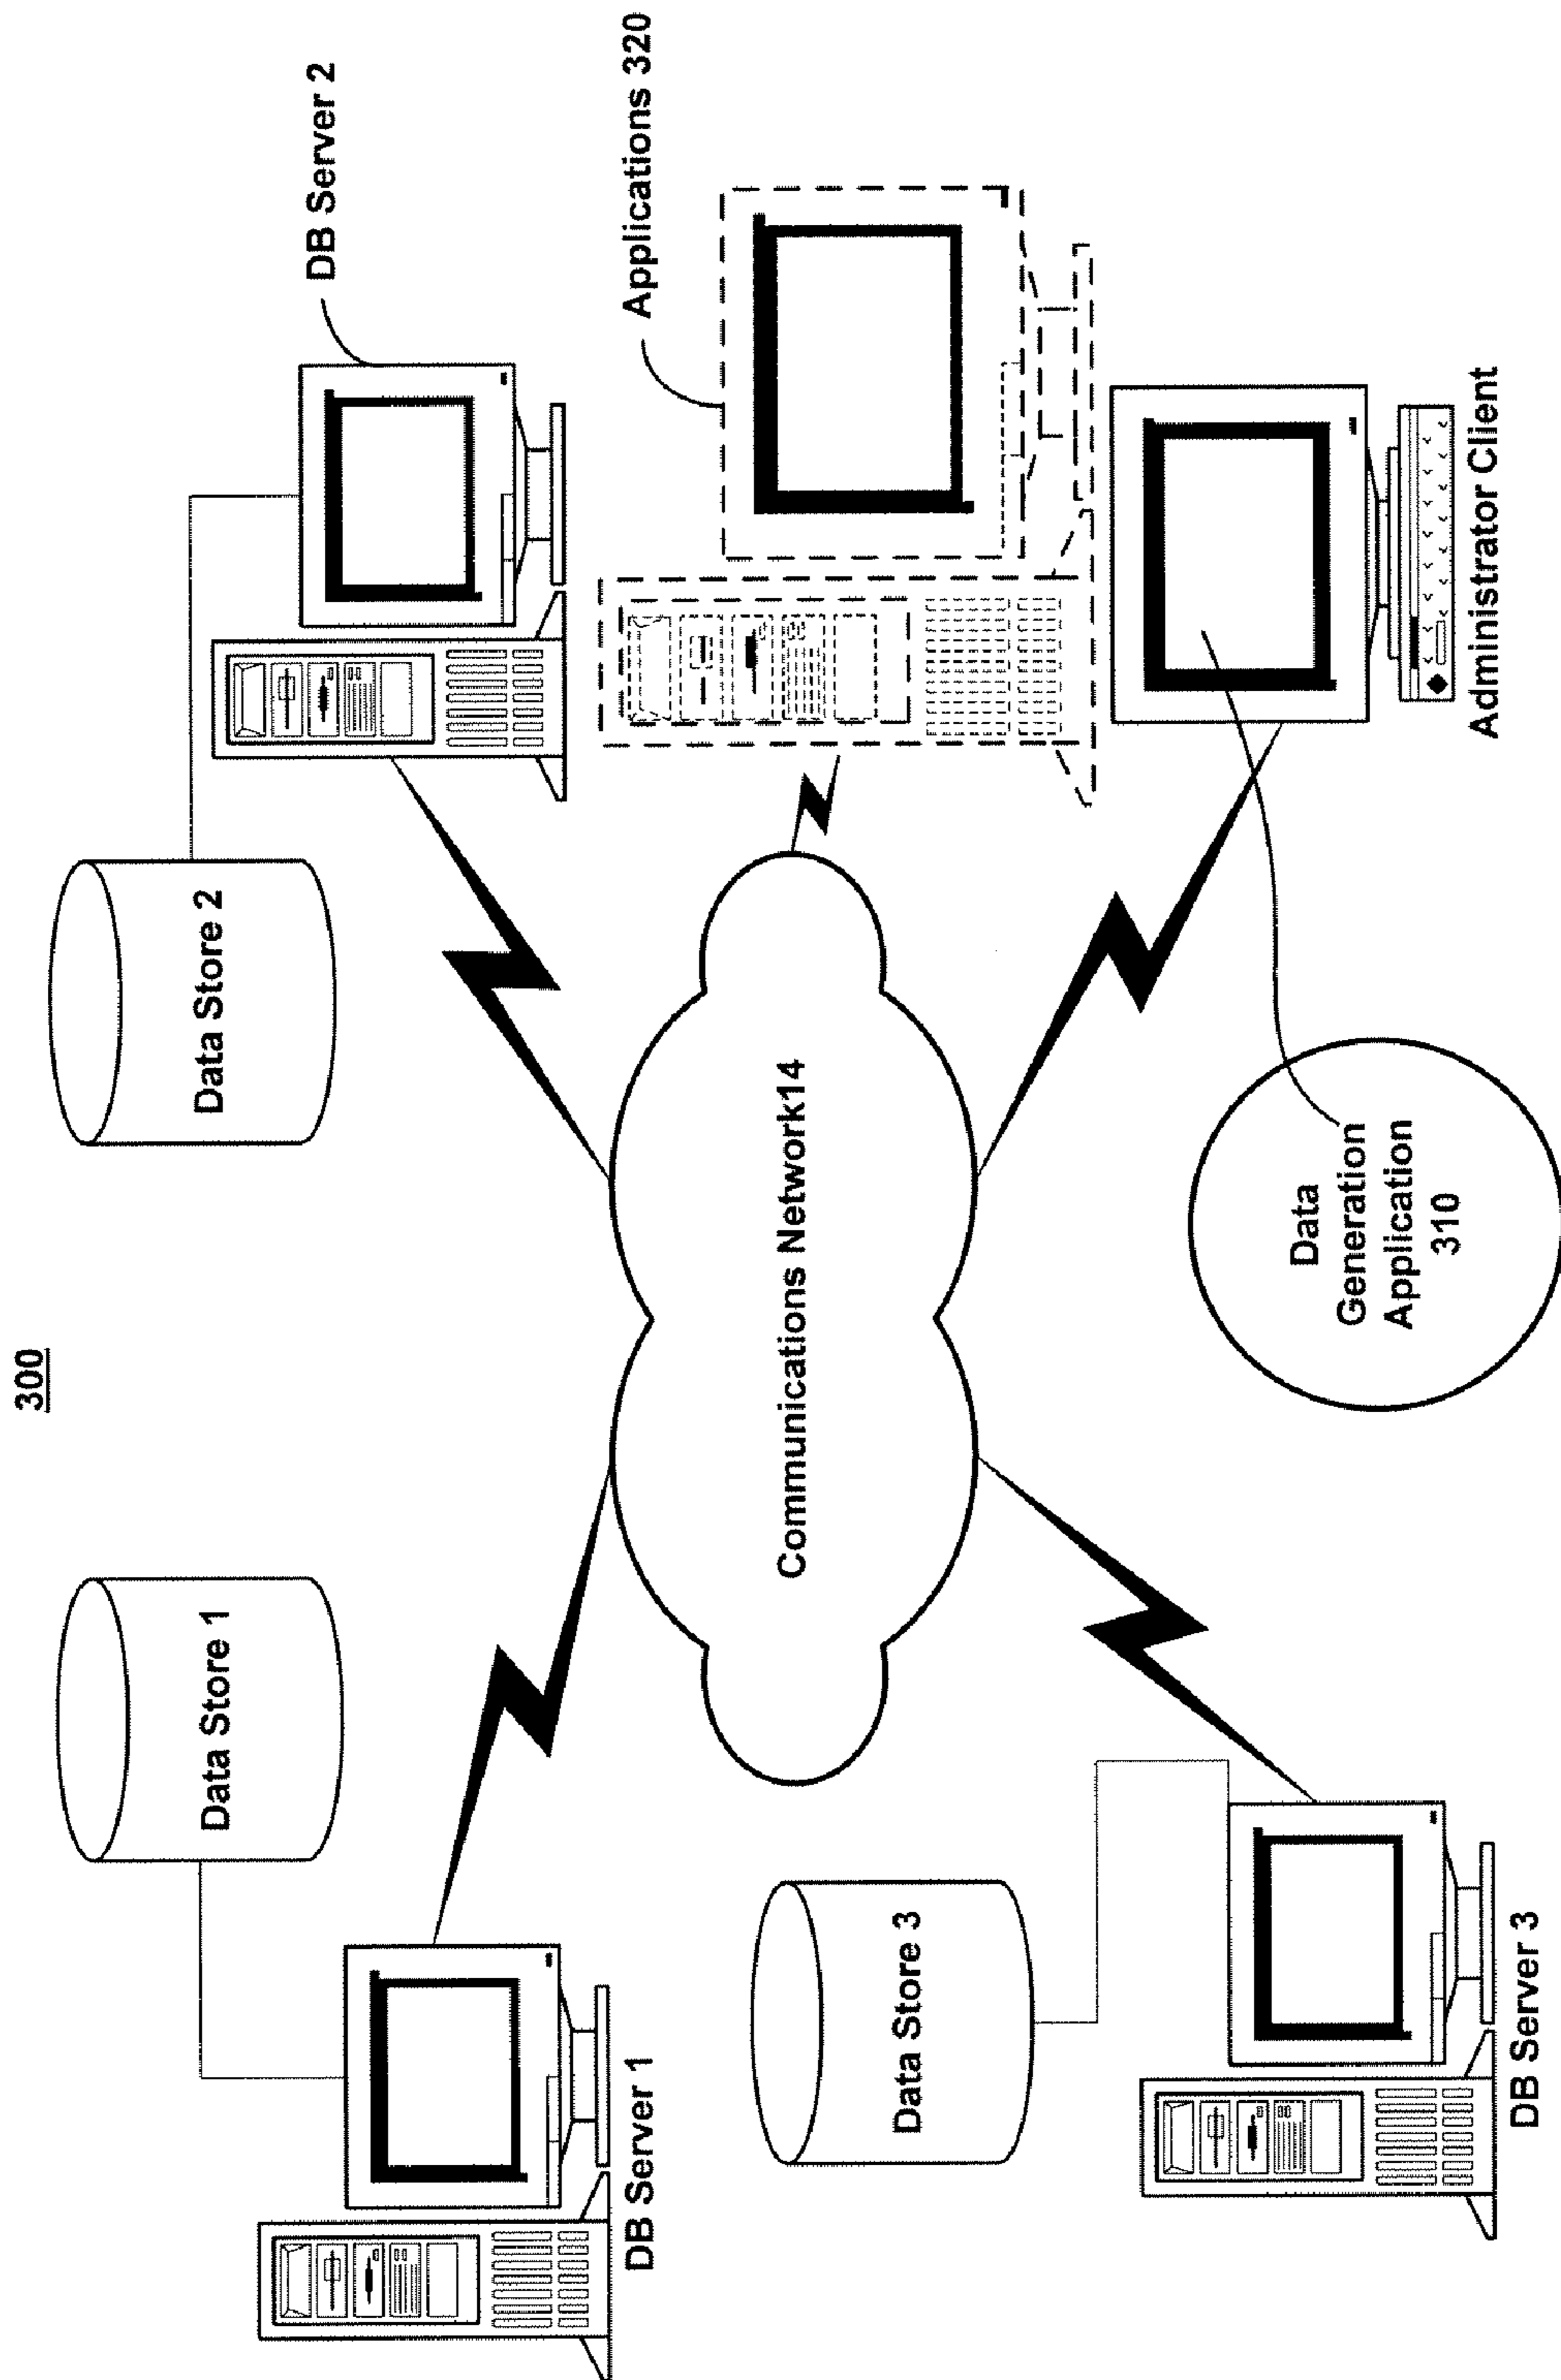 300
Data Store 1
Data Store 2
DB Server 2
DB Server 1
Communications Network14
Applications 320
Data Store 3
DB Server 3
Data
Generation
Application
310
Administrator Client